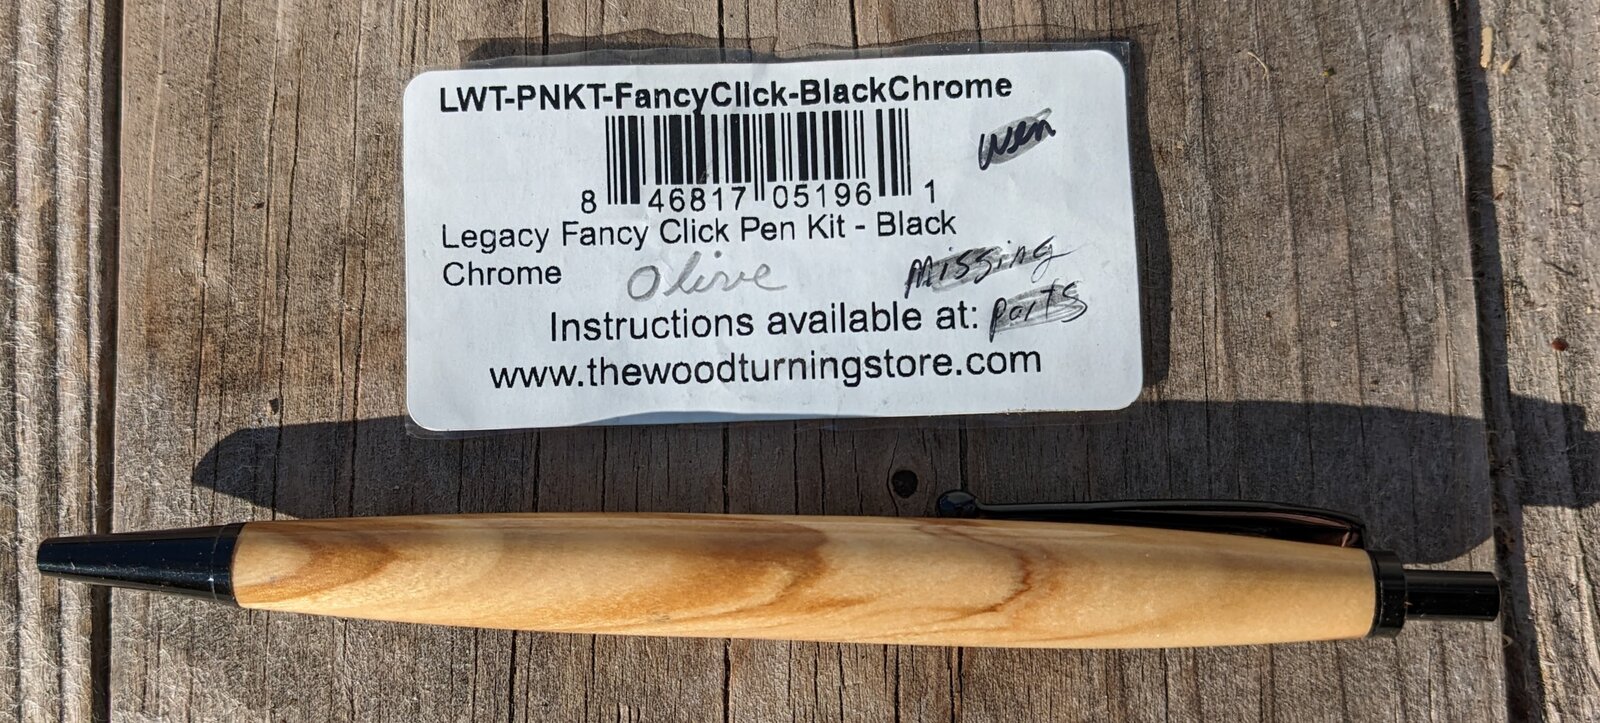 LWT-PNKT-FancyClick-BlackChrome
8 46817 05196 1
Legacy Fancy Click Pen Kit - Black
Chrome
Olive
Missing
parts
Instructions available at:
www.thewoodturningstore.com